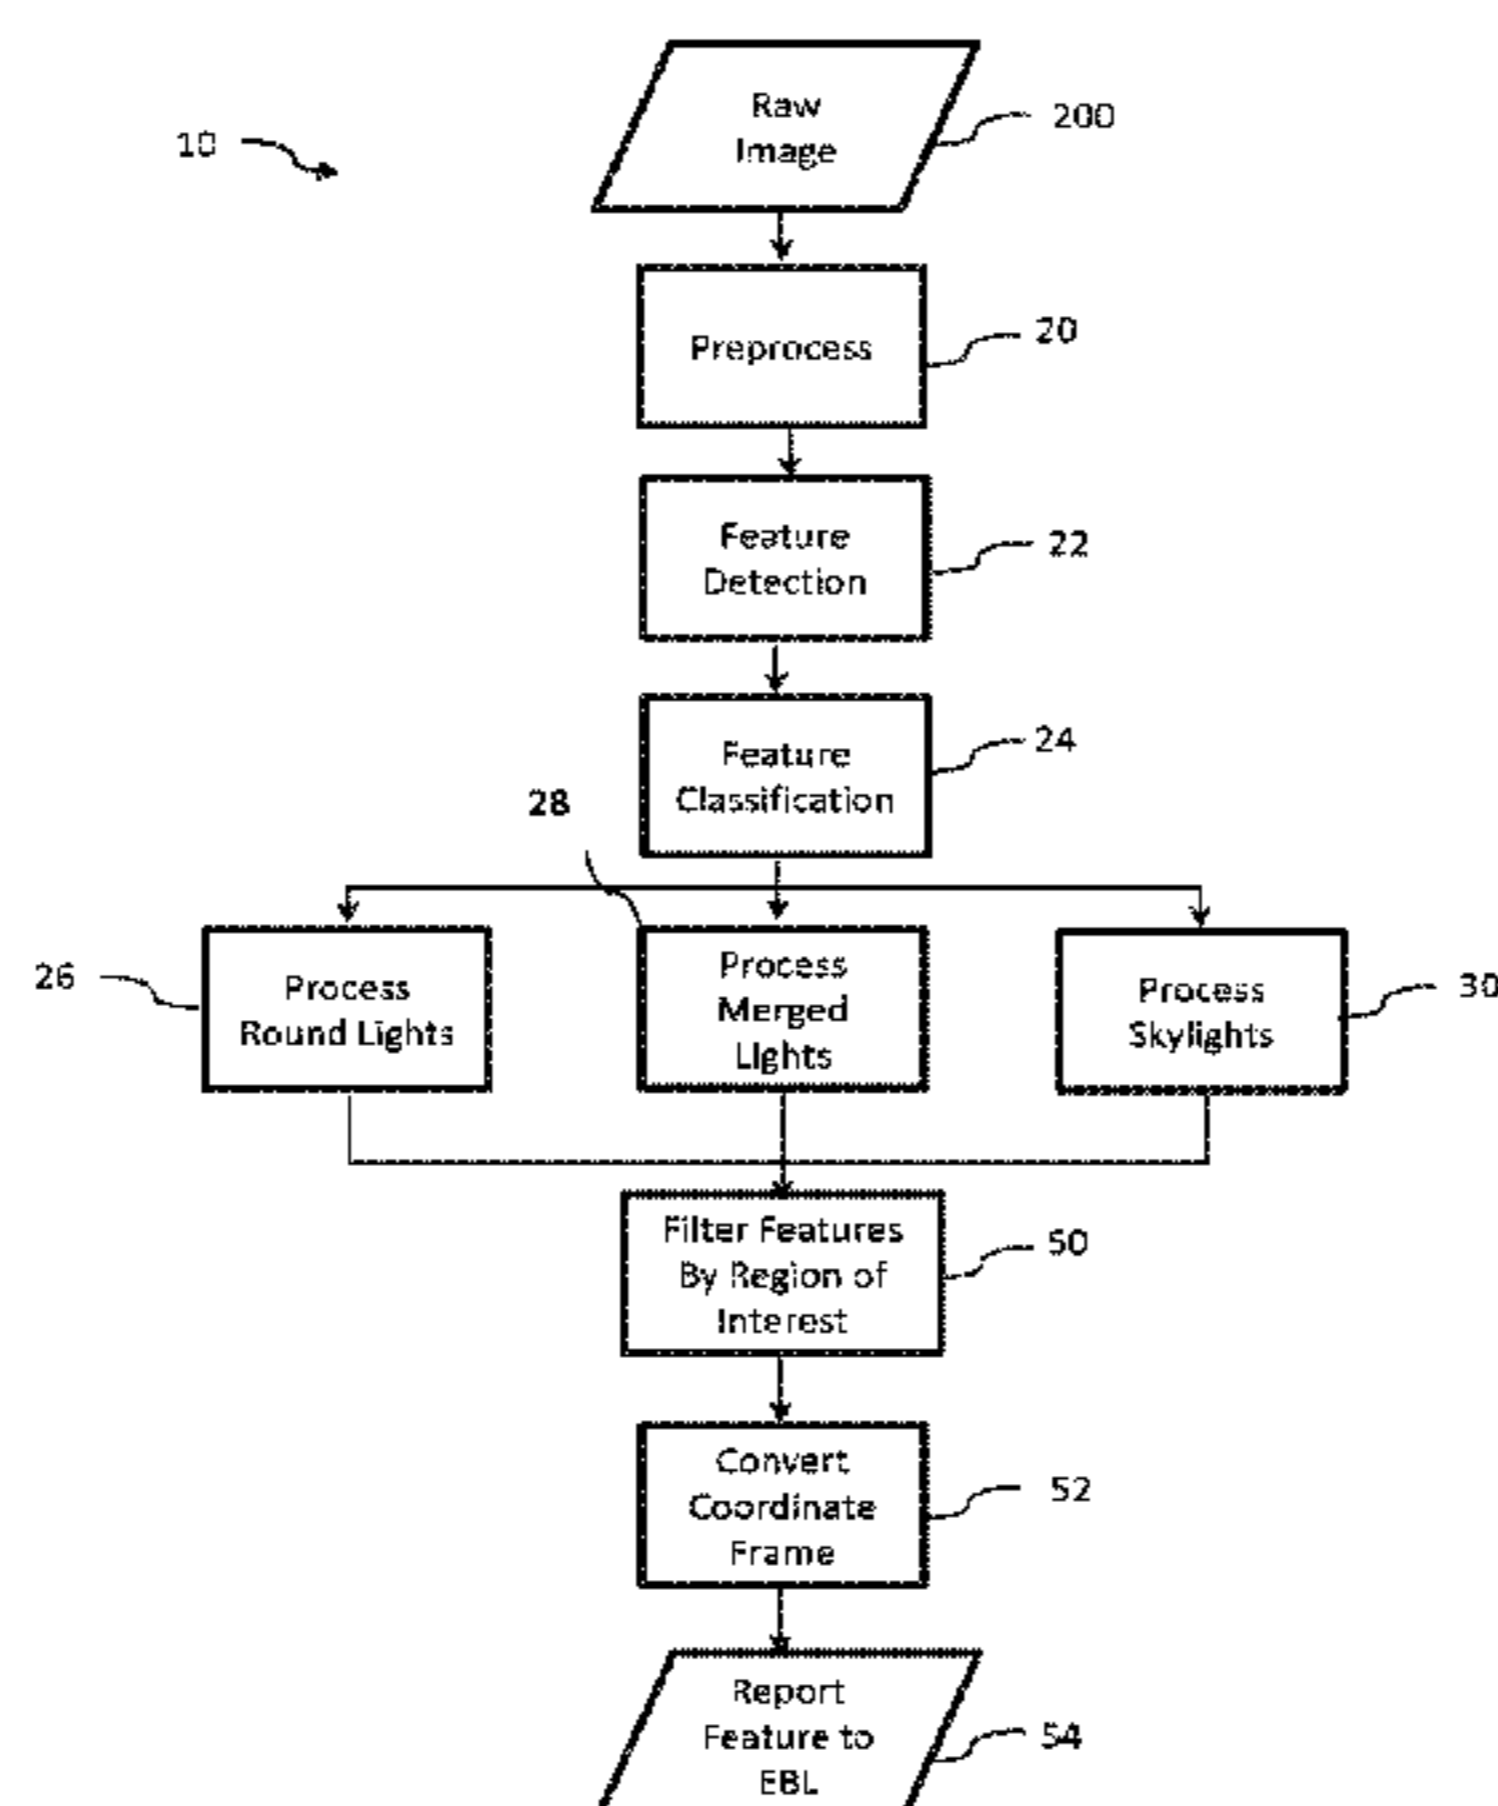 Raw
Image
200
10
Preprocess
20
Feature
Detection
22
Feature
Classification
24
28
26
Process
Round Lights
Process
Merged
Lights
Process
Skylights
30
Filter Features
By Region of
Interest
50
Convert
Coordinate
Frame
52
Report
Feature to
EBL
54